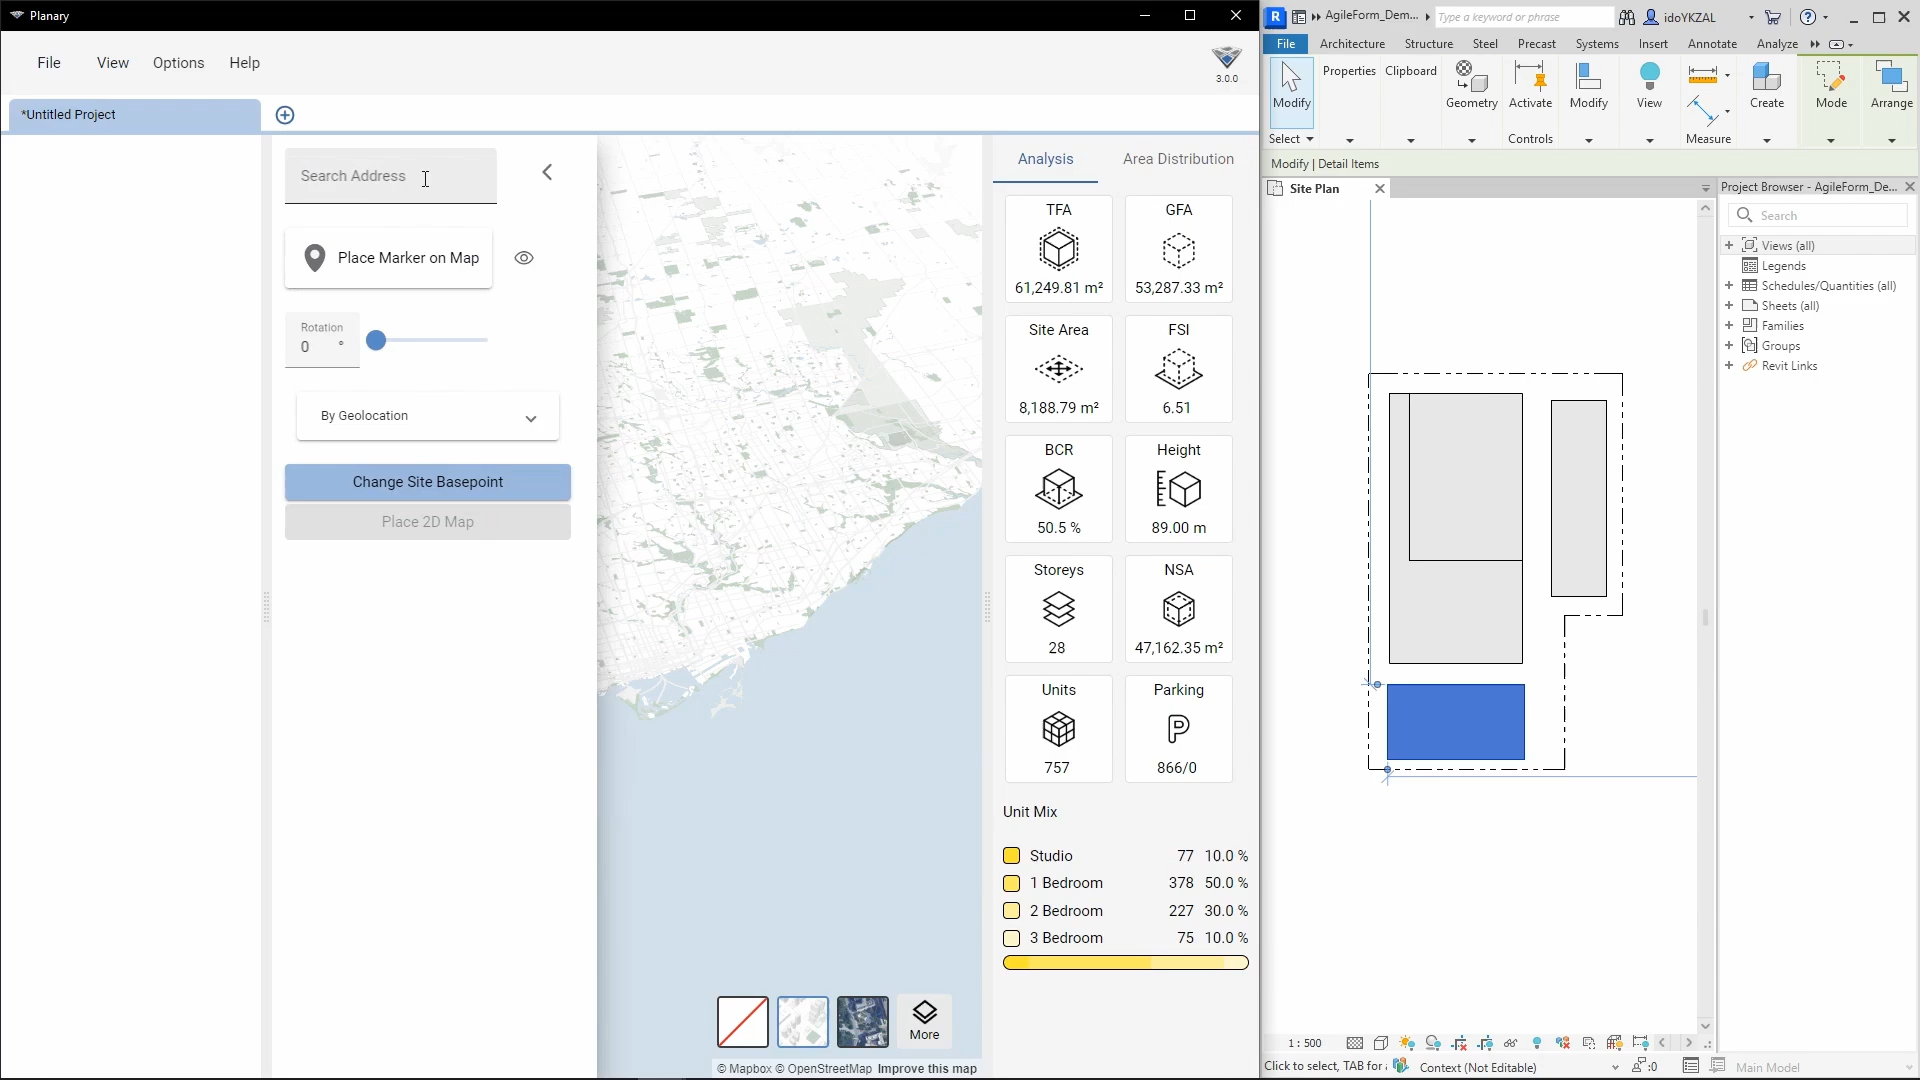 Planary
File View Options Help
3.0.0
*Untitled Project
Search Address
Place Marker on Map
Rotation
0 °
By Geolocation
Change Site Basepoint
Place 2D Map
More
© Mapbox © OpenStreetMap Improve this map
Analysis Area Distribution
TFA GFA
61,249.81 m² 53,287.33 m²
Site Area FSI
8,188.79 m² 6.51
BCR Height
50.5 % 89.00 m
Storeys NSA
28 47,162.35 m²
Units Parking
757 866/0
Unit Mix
Studio 77 10.0 %
1 Bedroom 378 50.0 %
2 Bedroom 227 30.0 %
3 Bedroom 75 10.0 %
R AgileForm_Dem... Type a keyword or phrase idoYKZAL
File Architecture Structure Steel Precast Systems Insert Annotate Analyze
Modify Properties Clipboard Geometry Activate Modify View Create Mode Arrange
Select Controls Measure
Modify | Detail Items
Site Plan
Project Browser - AgileForm_De...
Search
Views (all)
Legends
Schedules/Quantities (all)
Sheets (all)
Families
Groups
Revit Links
1 : 500
Click to select, TAB for Context (Not Editable) :0 Main Model